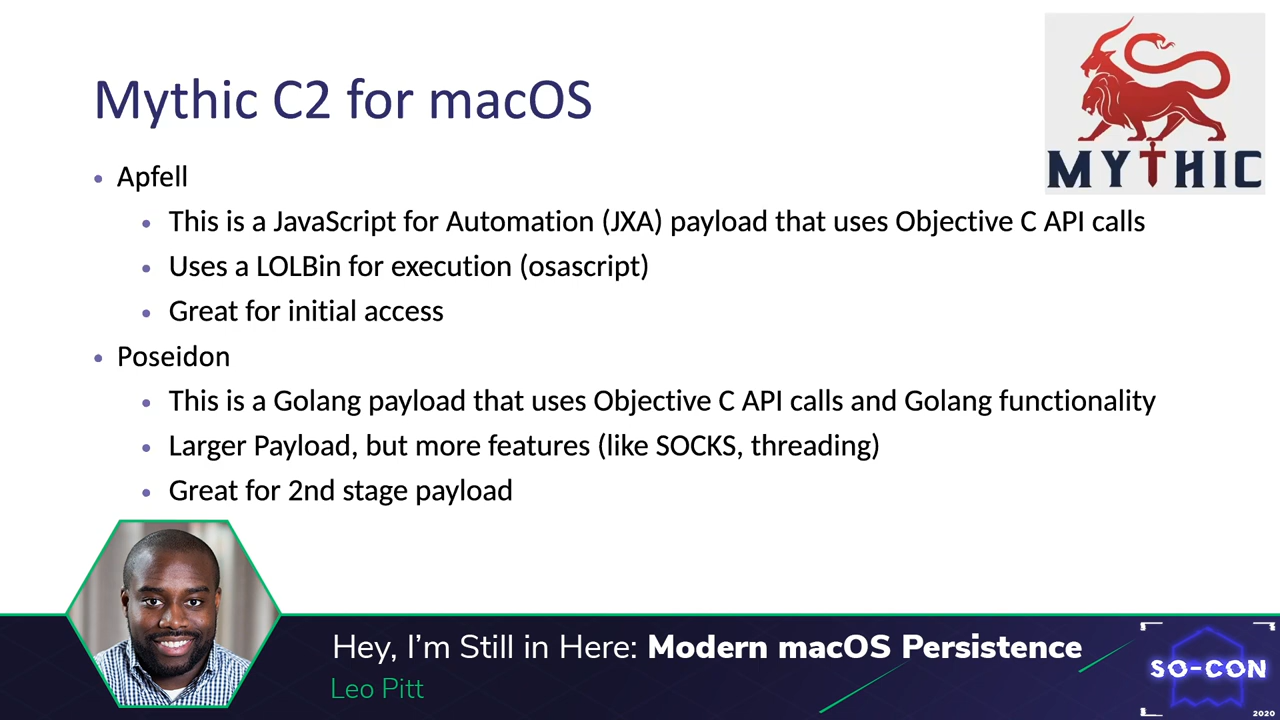 MYTHIC
Mythic C2 for macOS
• Apfell
• This is a JavaScript for Automation (JXA) payload that uses Objective C API calls
• Uses a LOLBin for execution (osascript)
• Great for initial access
• Poseidon
• This is a Golang payload that uses Objective C API calls and Golang functionality
• Larger Payload, but more features (like SOCKS, threading)
• Great for 2nd stage payload
Hey, I’m Still in Here: Modern macOS Persistence
Leo Pitt
SO-CON
2020